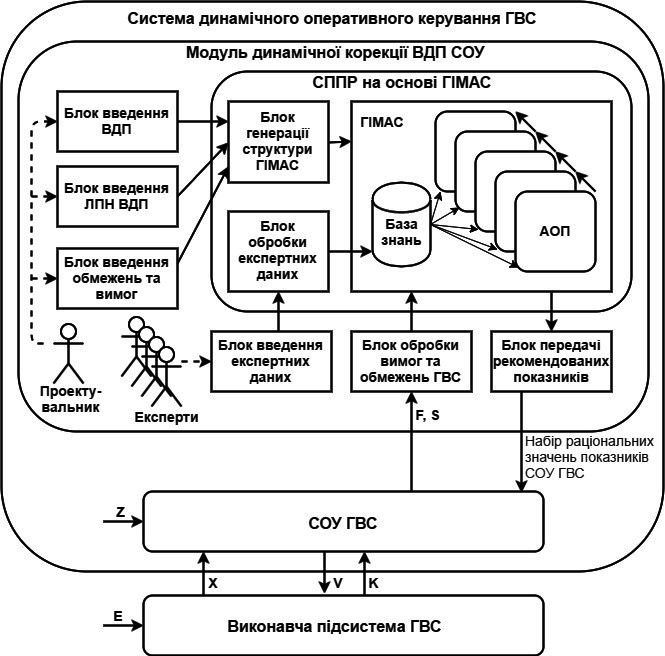 Система динамічного оперативного керування ГВС
Модуль динамічної корекції ВДП СОУ
СППР на основі ГІМАС
Блок введення
ВДП
Блок введення
ЛПН ВДП
Блок введення
обмежень та
вимог
Блок
генерації
структури
ГІМАС
Блок
обробки
експертних
даних
ГІМАС
База
знань
АОП
Проекту-
вальник
Експерти
Блок введення
експертних
даних
Блок обробки
вимог та
обмежень ГВС
Блок передачі
рекомендованих
показників
F, S
Набір раціональних
значень показників
СОУ ГВС
Z
СОУ ГВС
X
V
K
E
Виконавча підсистема ГВС